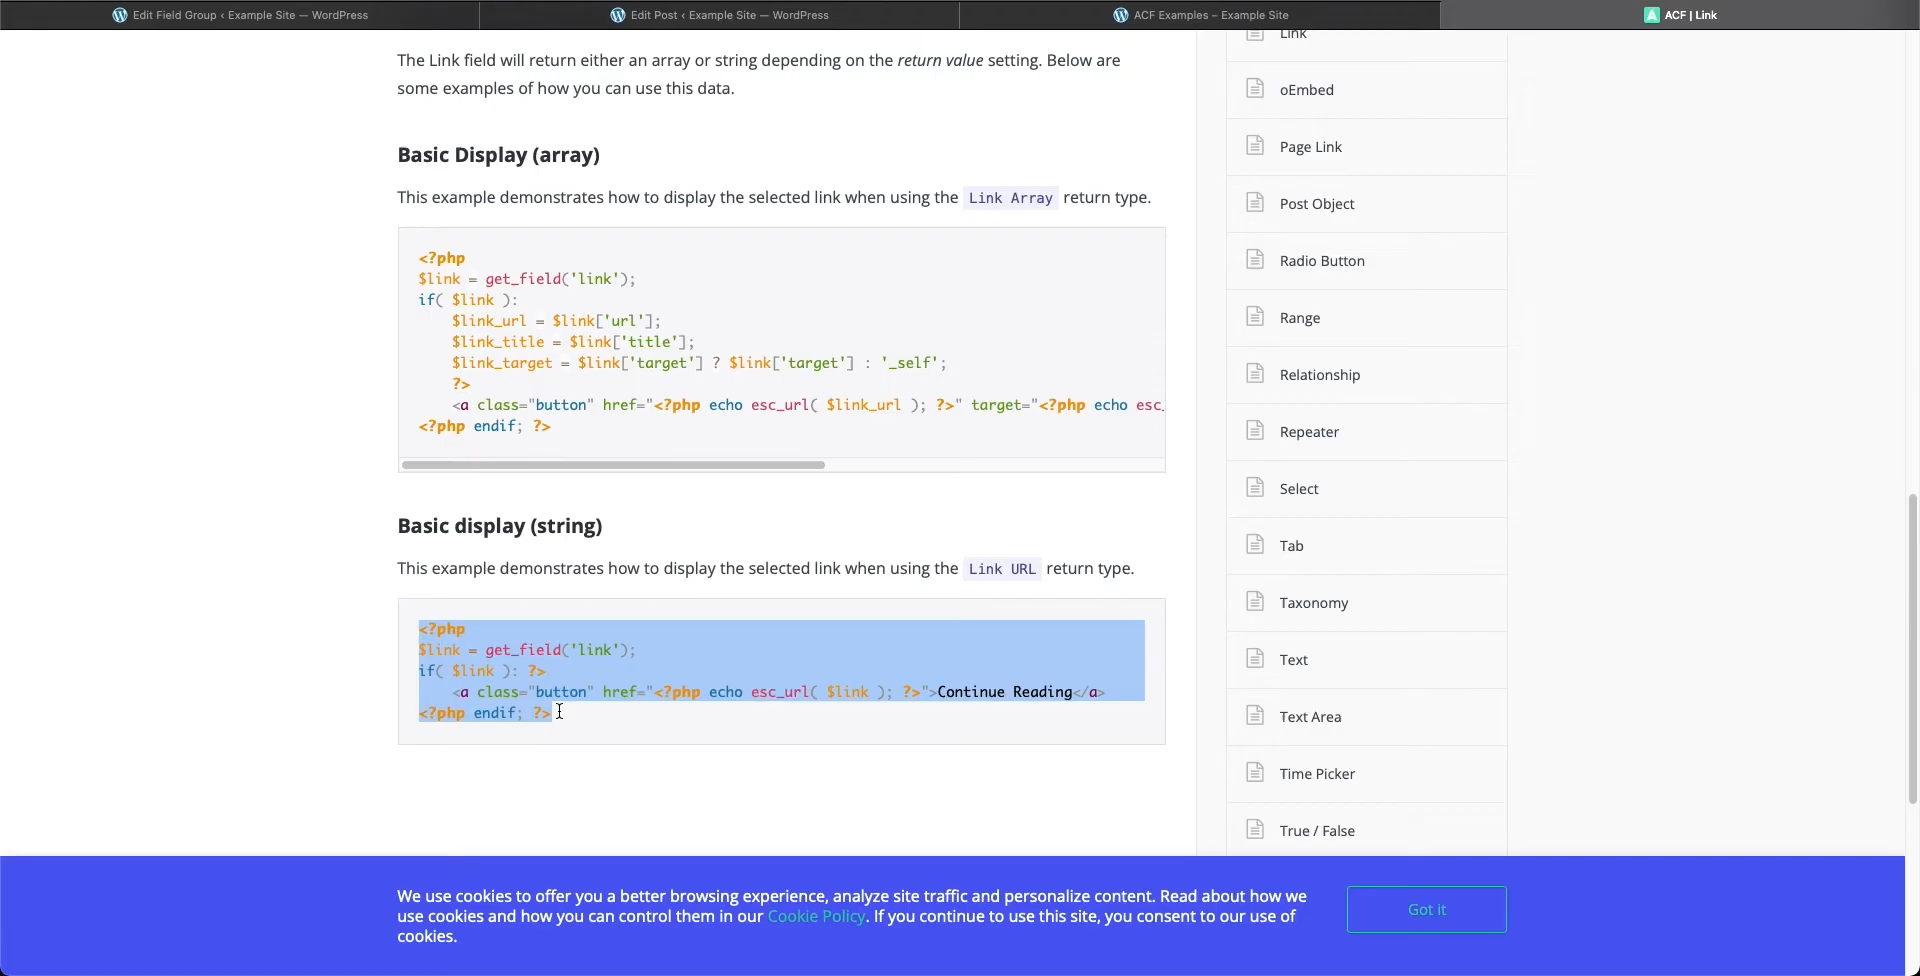 Edit Field Group ‹ Example Site — WordPress
Edit Post ‹ Example Site — WordPress
ACF Examples – Example Site
ACF | Link
The Link field will return either an array or string depending on the return value setting. Below are
some examples of how you can use this data.
Basic Display (array)
This example demonstrates how to display the selected link when using the Link Array return type.
<?php
$link = get_field('link');
if( $link ):
    $link_url = $link['url'];
    $link_title = $link['title'];
    $link_target = $link['target'] ? $link['target'] : '_self';
    ?>
    <a class="button" href="<?php echo esc_url( $link_url ); ?>" target="<?php echo esc_
<?php endif; ?>
Basic display (string)
This example demonstrates how to display the selected link when using the Link URL return type.
<?php
$link = get_field('link');
if( $link ): ?>
    <a class="button" href="<?php echo esc_url( $link ); ?>">Continue Reading</a>
<?php endif; ?>
Link
oEmbed
Page Link
Post Object
Radio Button
Range
Relationship
Repeater
Select
Tab
Taxonomy
Text
Text Area
Time Picker
True / False
We use cookies to offer you a better browsing experience, analyze site traffic and personalize content. Read about how we
use cookies and how you can control them in our Cookie Policy. If you continue to use this site, you consent to our use of
cookies.
Got it